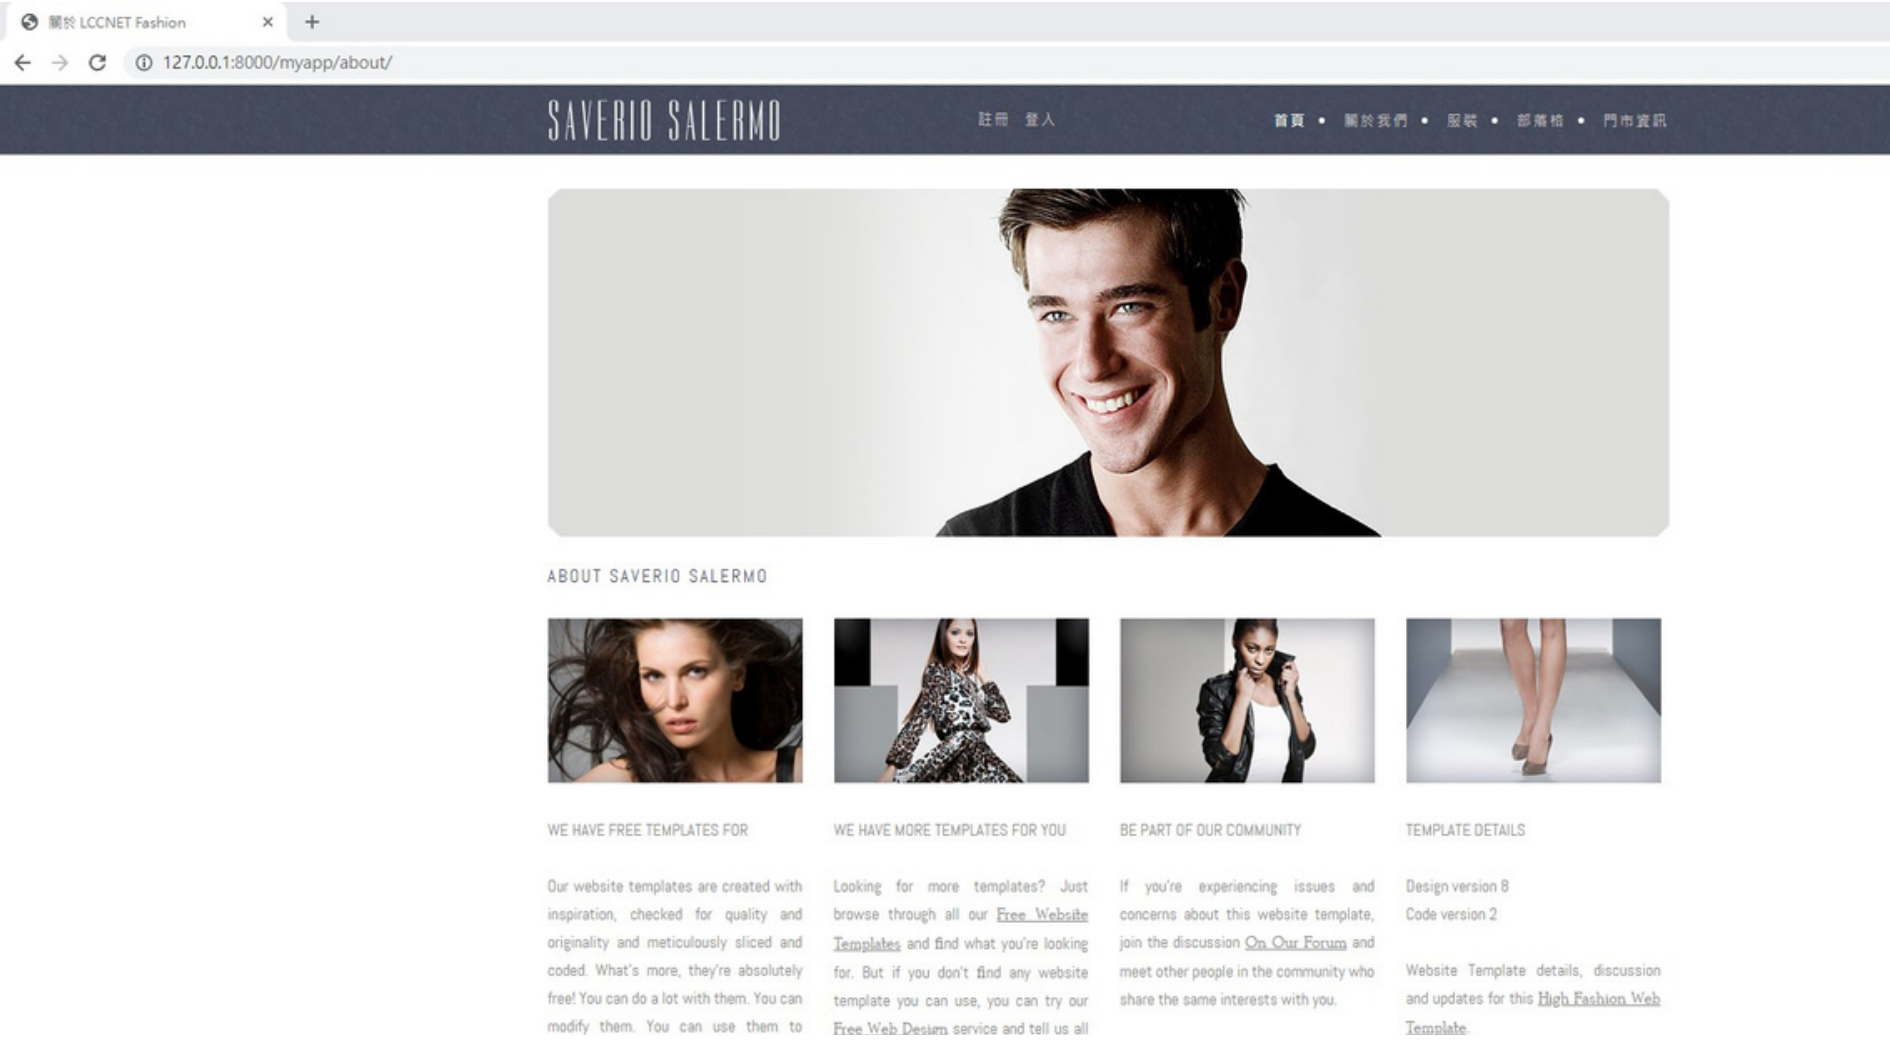 關於 LCCNET Fashion
127.0.0.1:8000/myapp/about/
SAVERIO SALERMO
註冊 登入
首頁 • 關於我們 • 服裝 • 部落格 • 門市資訊
ABOUT SAVERIO SALERMO
WE HAVE FREE TEMPLATES FOR
Our website templates are created with
inspiration, checked for quality and
originality and meticulously sliced and
coded. What's more, they're absolutely
free! You can do a lot with them. You can
modify them. You can use them to
WE HAVE MORE TEMPLATES FOR YOU
Looking for more templates? Just
browse through all our Free Website
Templates and find what you're looking
for. But if you don't find any website
template you can use, you can try our
Free Web Design service and tell us all
BE PART OF OUR COMMUNITY
If you're experiencing issues and
concerns about this website template,
join the discussion On Our Forum and
meet other people in the community who
share the same interests with you.
TEMPLATE DETAILS
Design version 8
Code version 2
Website Template details, discussion
and updates for this High Fashion Web
Template.